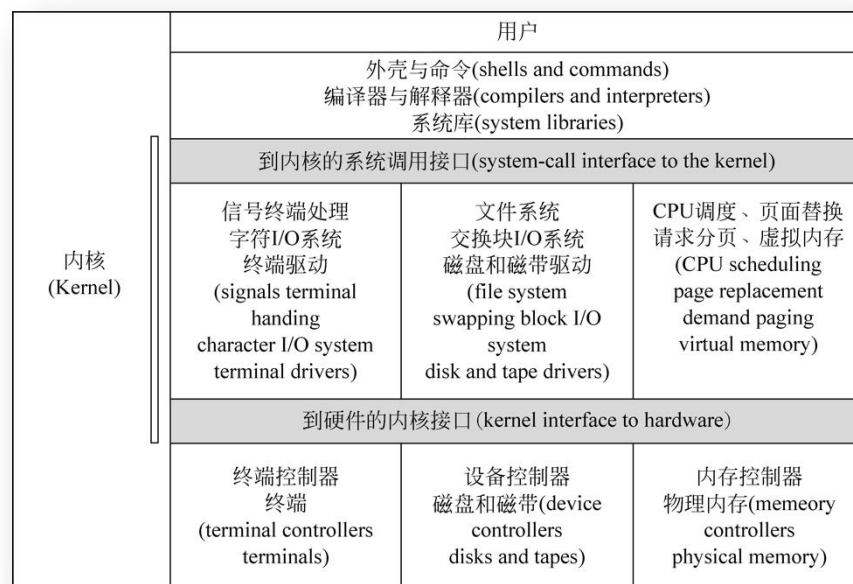 用户
外壳与命令(shells and commands)
编译器与解释器(compilers and interpreters)
系统库(system libraries)
到内核的系统调用接口(system-call interface to the kernel)
内核
(Kernel)
信号终端处理
字符I/O系统
终端驱动
(signals terminal
handing
character I/O system
terminal drivers)
文件系统
交换块I/O系统
磁盘和磁带驱动
(file system
swapping block I/O
system
disk and tape drivers)
CPU调度、页面替换
请求分页、虚拟内存
(CPU scheduling
page replacement
demand paging
virtual memory)
到硬件的内核接口(kernel interface to hardware)
终端控制器
终端
(terminal controllers
terminals)
设备控制器
磁盘和磁带(device
controllers
disks and tapes)
内存控制器
物理内存(memeory
controllers
physical memory)